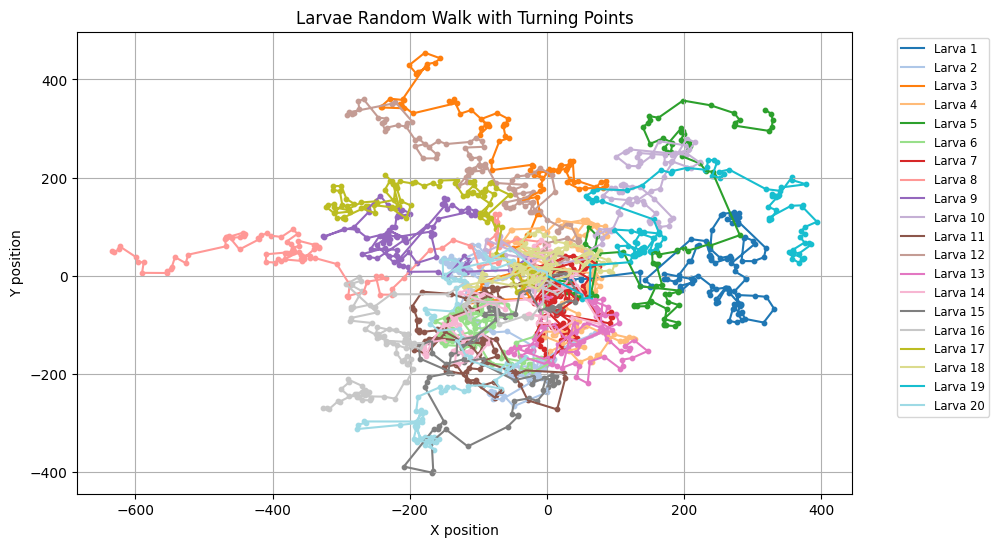 Larvae Random Walk with Turning Points
Y position
400
200
0
−200
−400
−600
−400
−200
0
200
400
X position
Larva 1
Larva 2
Larva 3
Larva 4
Larva 5
Larva 6
Larva 7
Larva 8
Larva 9
Larva 10
Larva 11
Larva 12
Larva 13
Larva 14
Larva 15
Larva 16
Larva 17
Larva 18
Larva 19
Larva 20